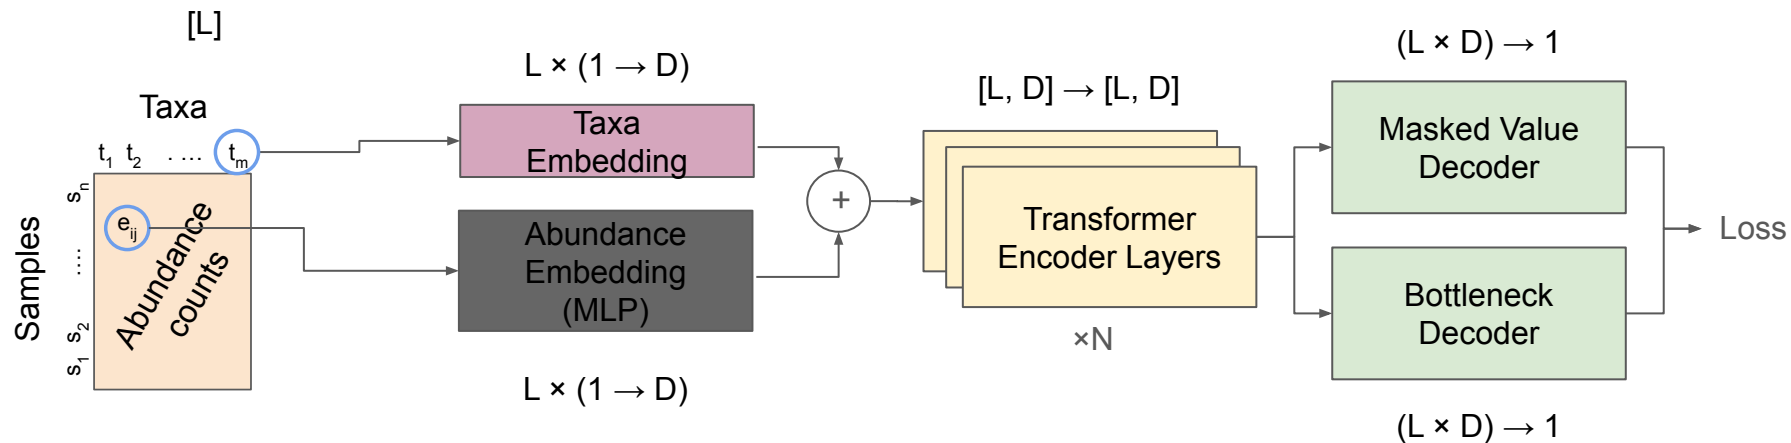 [L]
Taxa
t1 t2 . ... tm
Samples
s1 s2 .... sn
eij
Abundance
counts
L × (1 → D)
Taxa
Embedding
Abundance
Embedding
(MLP)
L × (1 → D)
+
[L, D] → [L, D]
Transformer
Encoder Layers
×N
(L × D) → 1
Masked Value
Decoder
Bottleneck
Decoder
(L × D) → 1
Loss